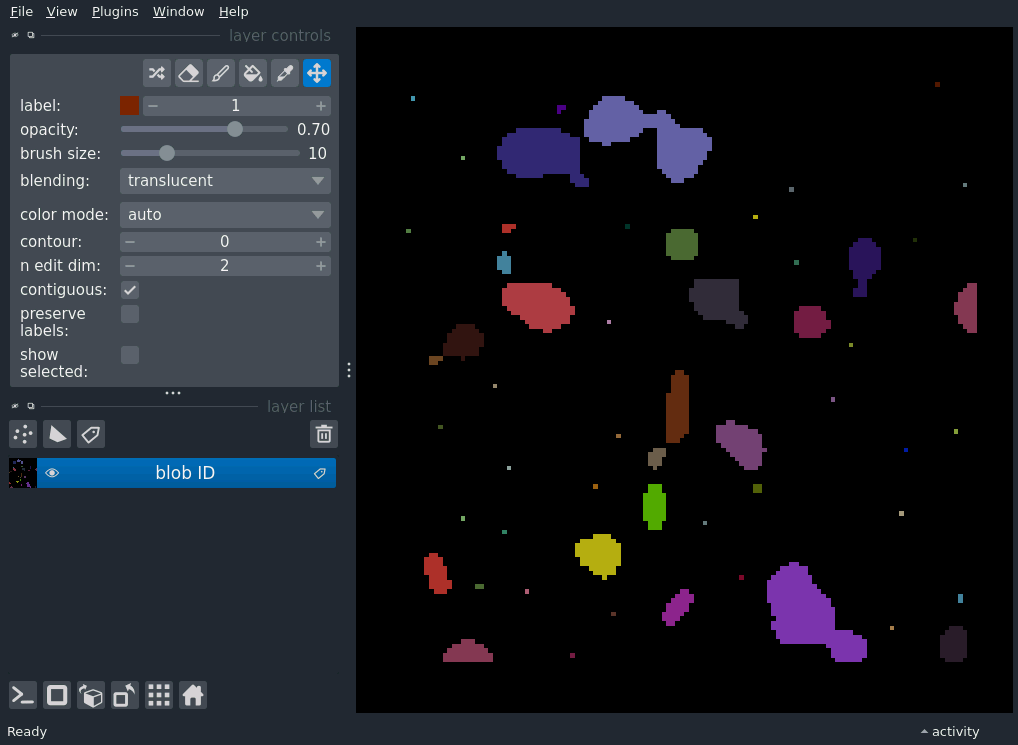 File View Plugins Window Help
layer controls
label: 1
opacity: 0.70
brush size: 10
blending: translucent
color mode: auto
contour: 0
n edit dim: 2
contiguous:
preserve
labels:
show
selected:
layer list
blob ID
Ready
activity